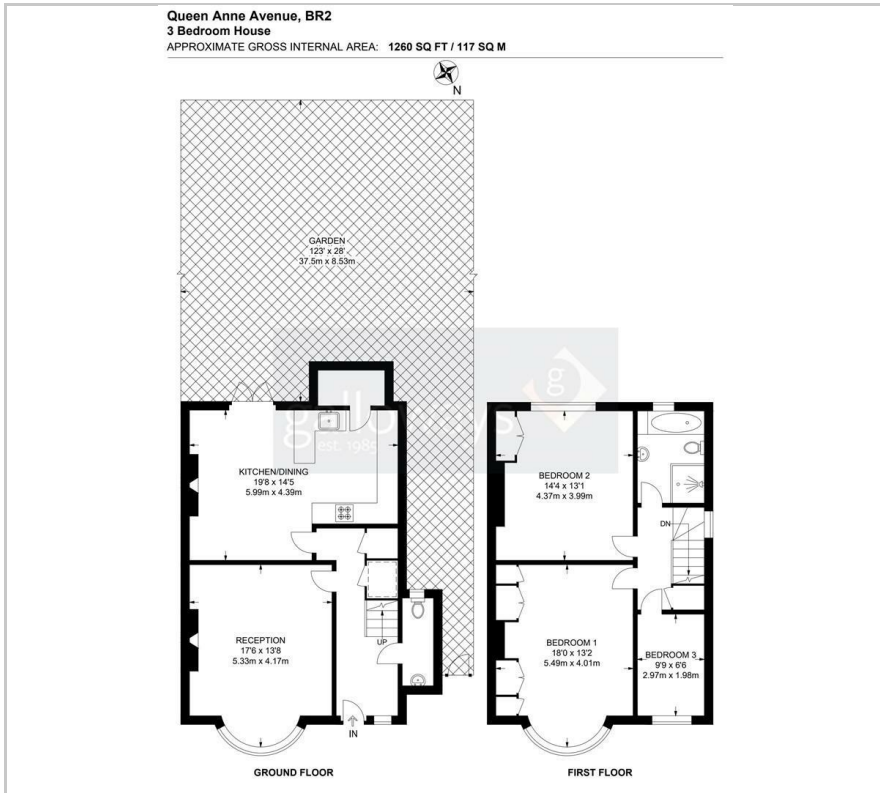 Queen Anne Avenue, BR2
3 Bedroom House
APPROXIMATE GROSS INTERNAL AREA: 1260 SQ FT / 117 SQ M
N
GARDEN
123' x 28'
37.5m x 8.53m
galloways
est. 1985
g
KITCHEN/DINING
19'8 x 14'5
5.99m x 4.39m
RECEPTION
17'6 x 13'8
5.33m x 4.17m
UP
IN
GROUND FLOOR
BEDROOM 2
14'4 x 13'1
4.37m x 3.99m
DN
BEDROOM 1
18'0 x 13'2
5.49m x 4.01m
BEDROOM 3
9'9 x 6'6
2.97m x 1.98m
FIRST FLOOR